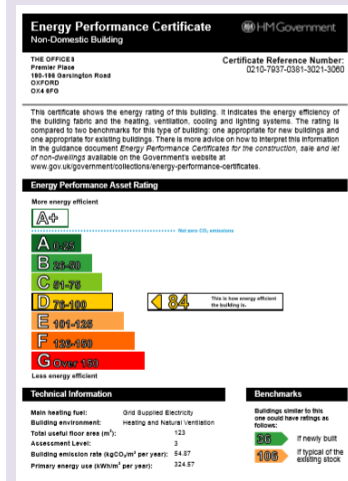 Energy Performance Certificate
HM Government
Non-Domestic Building
THE OFFICES
Premier Place
180-186 Garsington Road
OXFORD
OX4 6FG
Certificate Reference Number:
0210-7937-0381-3021-3060
This certificate shows the energy rating of this building. It indicates the energy efficiency of
the building fabric and the heating, ventilation, cooling and lighting systems. The rating is
compared to two benchmarks for this type of building: one appropriate for new buildings and
one appropriate for existing buildings. There is more advice on how to interpret this information
in the guidance document Energy Performance Certificates for the construction, sale and let
of non-dwellings available on the Government's website at
www.gov.uk/government/collections/energy-performance-certificates.
Energy Performance Asset Rating
More energy efficient
A+
Net zero CO₂ emissions
A 0-25
B 26-50
C 51-75
D 76-100
84
This is how energy efficient
the building is.
E 101-125
F 126-150
G Over 150
Less energy efficient
Technical Information
Main heating fuel: Grid Supplied Electricity
Building environment: Heating and Natural Ventilation
Total useful floor area (m²): 123
Assessment Level: 3
Building emission rate (kgCO₂/m² per year): 54.87
Primary energy use (kWh/m² per year): 324.57
Benchmarks
Buildings similar to this
one could have ratings as
follows:
36 If newly built
106 If typical of the
existing stock